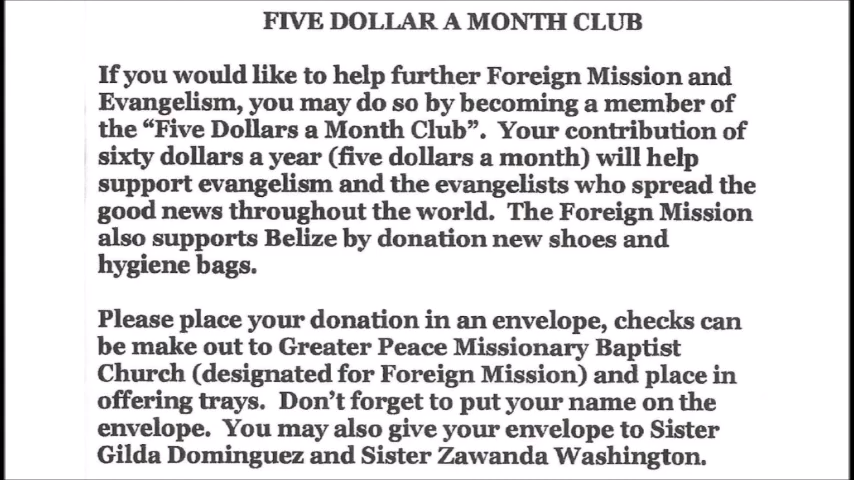 FIVE DOLLAR A MONTH CLUB
If you would like to help further Foreign Mission and
Evangelism, you may do so by becoming a member of
the “Five Dollars a Month Club”.  Your contribution of
sixty dollars a year (five dollars a month) will help
support evangelism and the evangelists who spread the
good news throughout the world.  The Foreign Mission
also supports Belize by donation new shoes and
hygiene bags.
Please place your donation in an envelope, checks can
be make out to Greater Peace Missionary Baptist
Church (designated for Foreign Mission) and place in
offering trays.  Don’t forget to put your name on the
envelope.  You may also give your envelope to Sister
Gilda Dominguez and Sister Zawanda Washington.